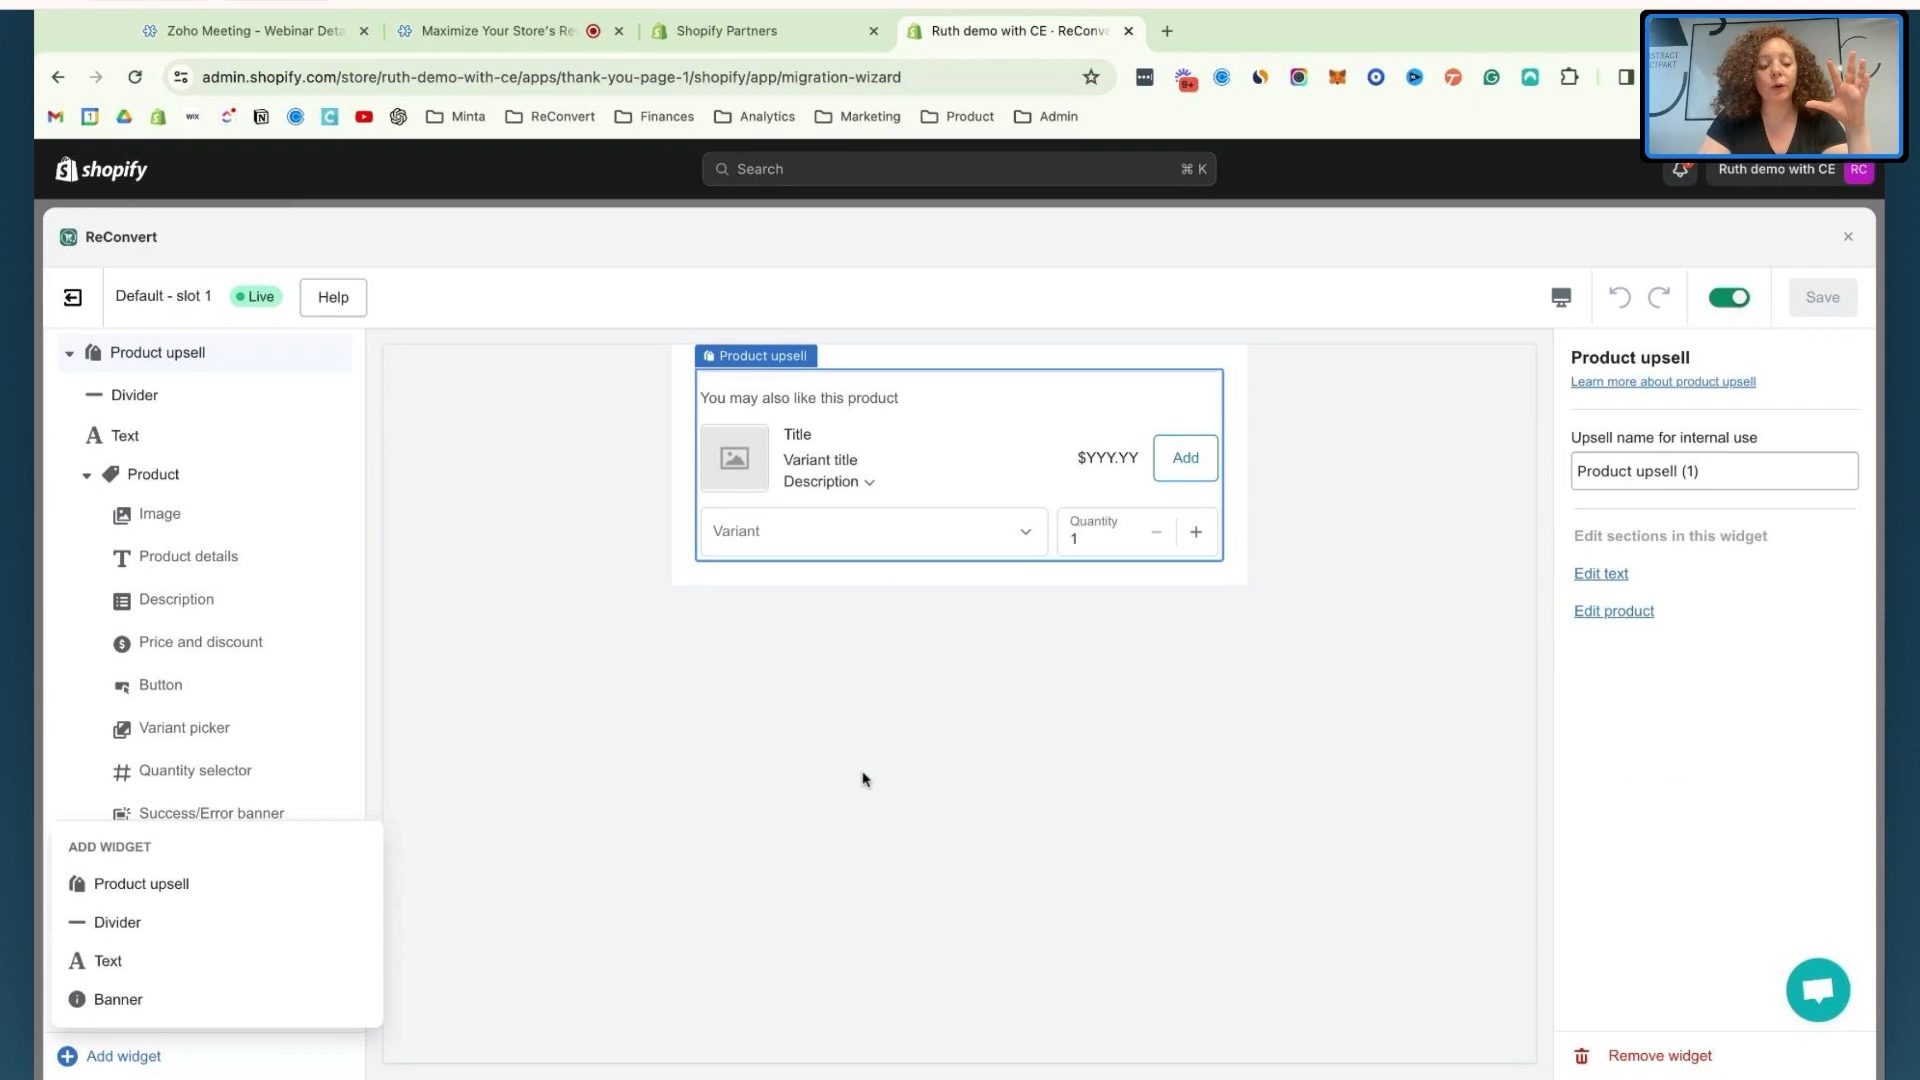 Zoho Meeting - Webinar Deta
Maximize Your Store's Re
Shopify Partners
Ruth demo with CE · ReConve
admin.shopify.com/store/ruth-demo-with-ce/apps/thank-you-page-1/shopify/app/migration-wizard
9+
Minta
ReConvert
Finances
Analytics
Marketing
Product
Admin
shopify
Search
⌘ K
Ruth demo with CE
RC
ReConvert
Default - slot 1
Live
Help
Save
Product upsell
Divider
Text
Product
Image
Product details
Description
Price and discount
Button
Variant picker
Quantity selector
Success/Error banner
ADD WIDGET
Product upsell
Divider
Text
Banner
Add widget
Product upsell
You may also like this product
Title
Variant title
Description
$YYY.YY
Add
Variant
Quantity
1
Product upsell
Learn more about product upsell
Upsell name for internal use
Product upsell (1)
Edit sections in this widget
Edit text
Edit product
Remove widget